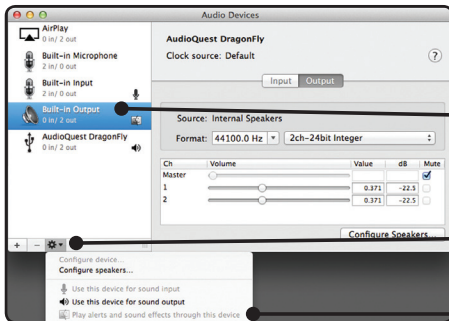 Audio Devices
AirPlay
0 in/ 2 out
Built-in Microphone
2 in/ 0 out
Built-in Input
2 in/ 0 out
Built-in Output
0 in/ 2 out
AudioQuest DragonFly
0 in/ 2 out
AudioQuest DragonFly
Clock source: Default
?
Input Output
Source: Internal Speakers
Format: 44100.0 Hz 2ch-24bit Integer
Ch Volume Value dB Mute
Master
1 0.371 -22.5
2 0.371 -22.5
Configure Speakers...
+ −
Configure device...
Configure speakers...
Use this device for sound input
Use this device for sound output
Play alerts and sound effects through this device